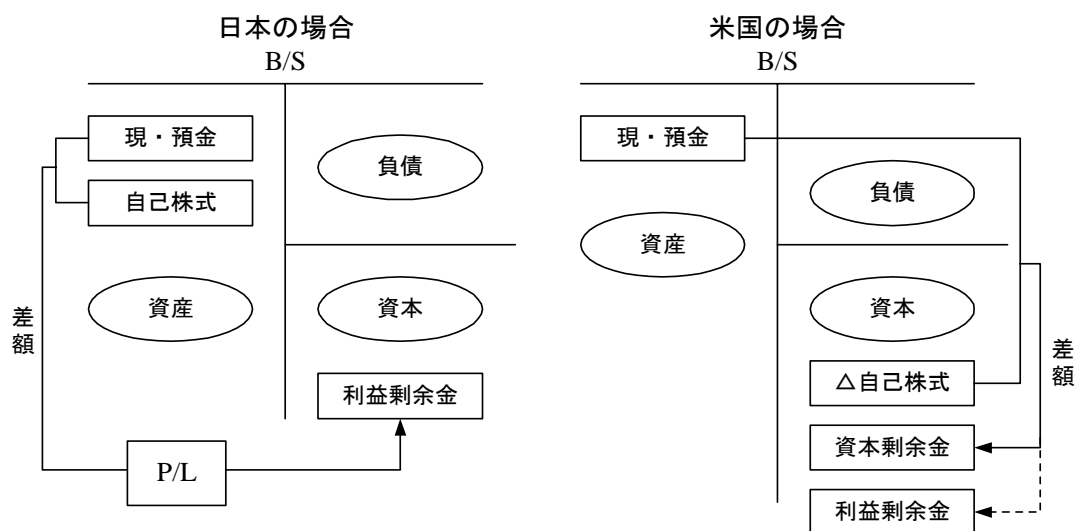 日本の場合
B/S
現・預金
自己株式
負債
資産
資本
差額
利益剰余金
P/L
米国の場合
B/S
現・預金
負債
資産
資本
△自己株式
差額
資本剰余金
利益剰余金